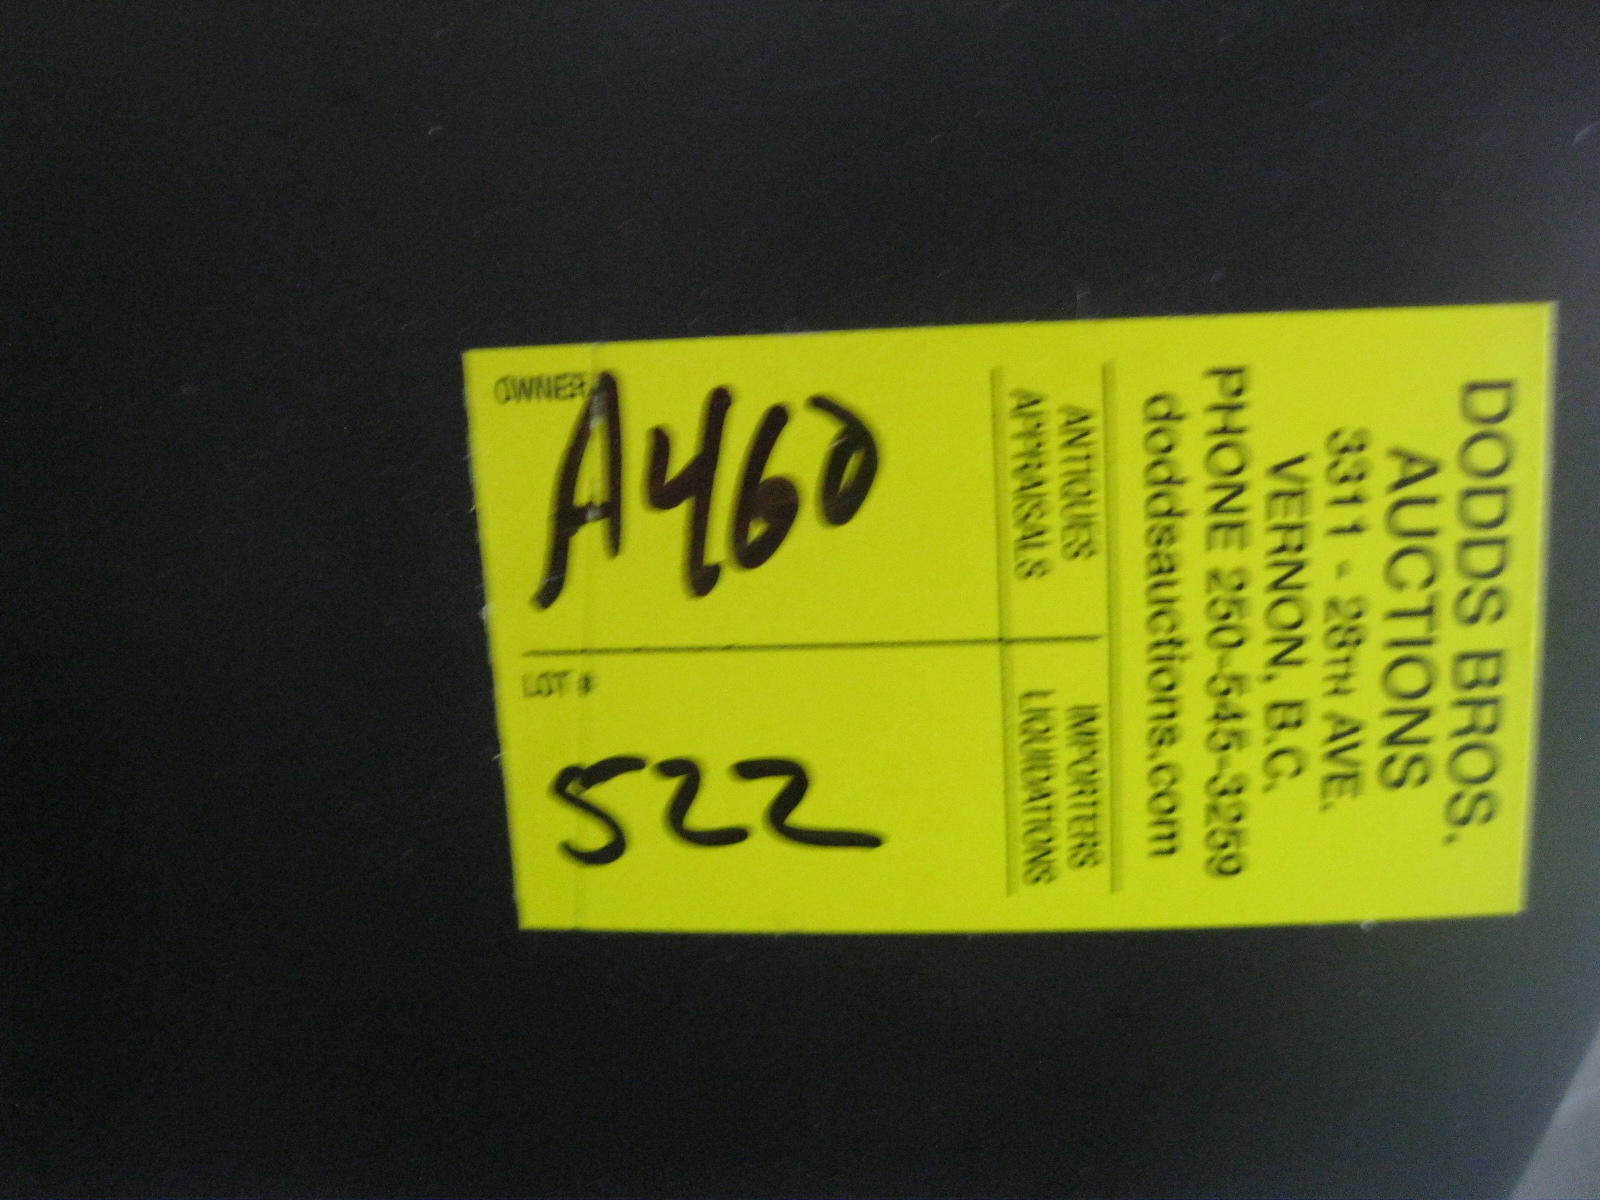 DODDS BROS.
AUCTIONS
3311 - 28TH AVE.
VERNON, B.C.
PHONE 250-545-3259
doddsauctions.com
ANTIQUES
APPRAISALS
IMPORTERS
LIQUIDATIONS
OWNER
A460
LOT #
522